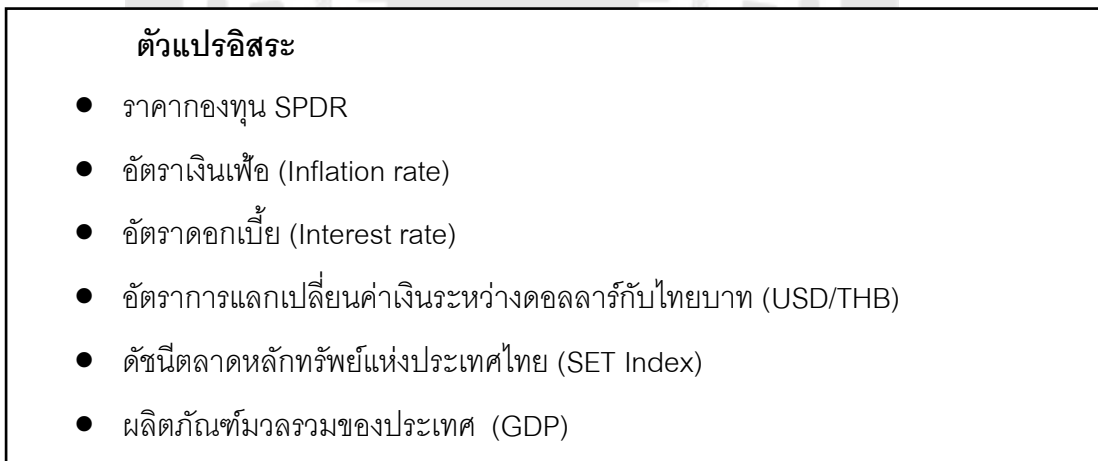 ตัวแปรอิสระ
● ราคากองทุน SPDR
● อัตราเงินเฟ้อ (Inflation rate)
● อัตราดอกเบี้ย (Interest rate)
● อัตราการแลกเปลี่ยนค่าเงินระหว่างดอลลาร์กับไทยบาท (USD/THB)
● ดัชนีตลาดหลักทรัพย์แห่งประเทศไทย (SET Index)
● ผลิตภัณฑ์มวลรวมของประเทศ (GDP)